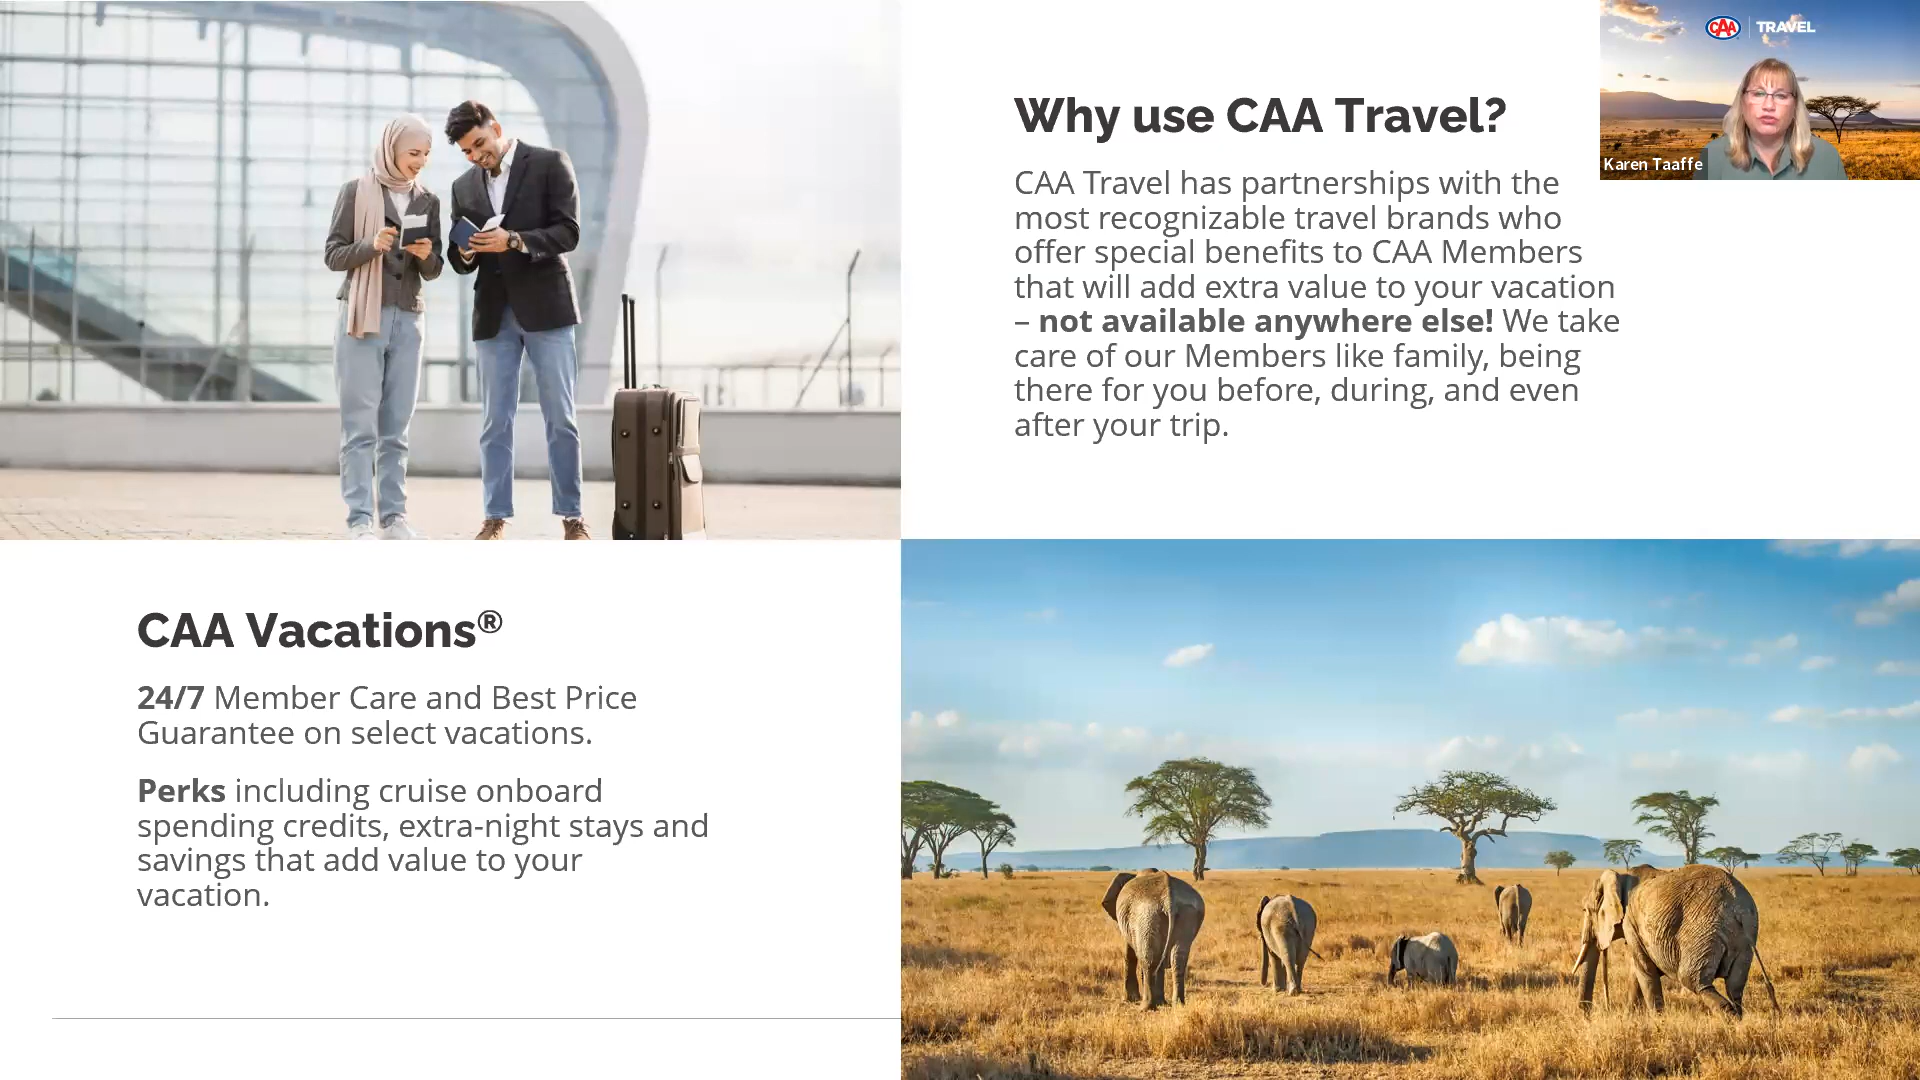 Why use CAA Travel?
CAA Travel has partnerships with the
most recognizable travel brands who
offer special benefits to CAA Members
that will add extra value to your vacation
– not available anywhere else! We take
care of our Members like family, being
there for you before, during, and even
after your trip.
CAA TRAVEL
Karen Taaffe
CAA Vacations®
24/7 Member Care and Best Price
Guarantee on select vacations.
Perks including cruise onboard
spending credits, extra-night stays and
savings that add value to your
vacation.